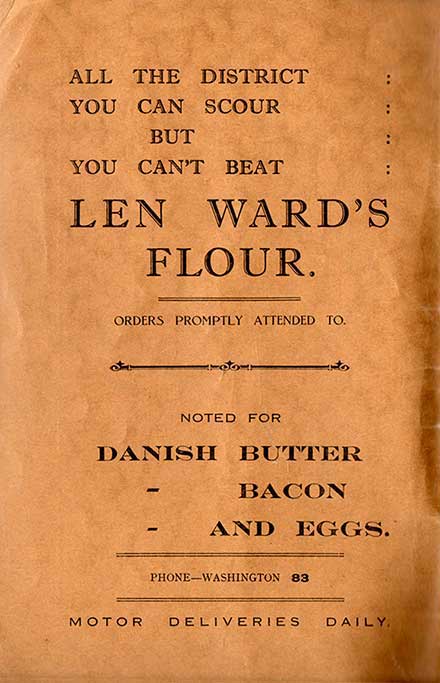 ALL THE DISTRICT :
YOU CAN SCOUR :
BUT :
YOU CAN'T BEAT :
LEN WARD'S
FLOUR.
ORDERS PROMPTLY ATTENDED TO.
NOTED FOR
DANISH BUTTER
- BACON
- AND EGGS.
PHONE—WASHINGTON 83
MOTOR DELIVERIES DAILY.